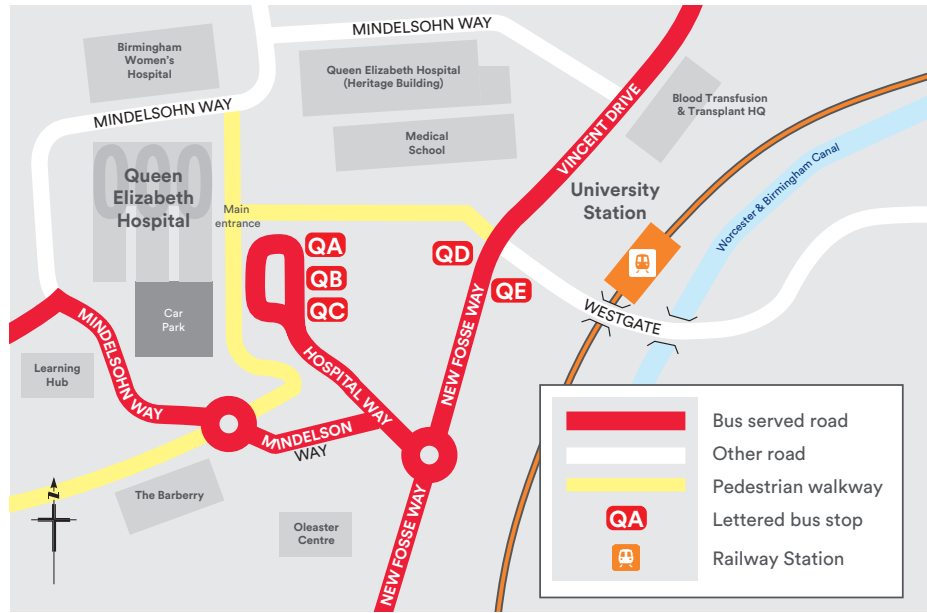 MINDELSOHN WAY
Birmingham
Women's
Hospital
Queen Elizabeth Hospital
(Heritage Building)
Blood Transfusion
& Transplant HQ
MINDELSOHN WAY
Medical
School
VINCENT DRIVE
Worcester & Birmingham Canal
Queen
Elizabeth
Hospital
University
Station
Main
entrance
QA
QD
QB
QE
QC
WESTGATE
Car
Park
MINDELSOHN WAY
HOSPITAL WAY
NEW FOSSE WAY
Learning
Hub
MINDELSON
WAY
The Barberry
Oleaster
Centre
NEW FOSSE WAY
N
Bus served road
Other road
Pedestrian walkway
QA
Lettered bus stop
Railway Station